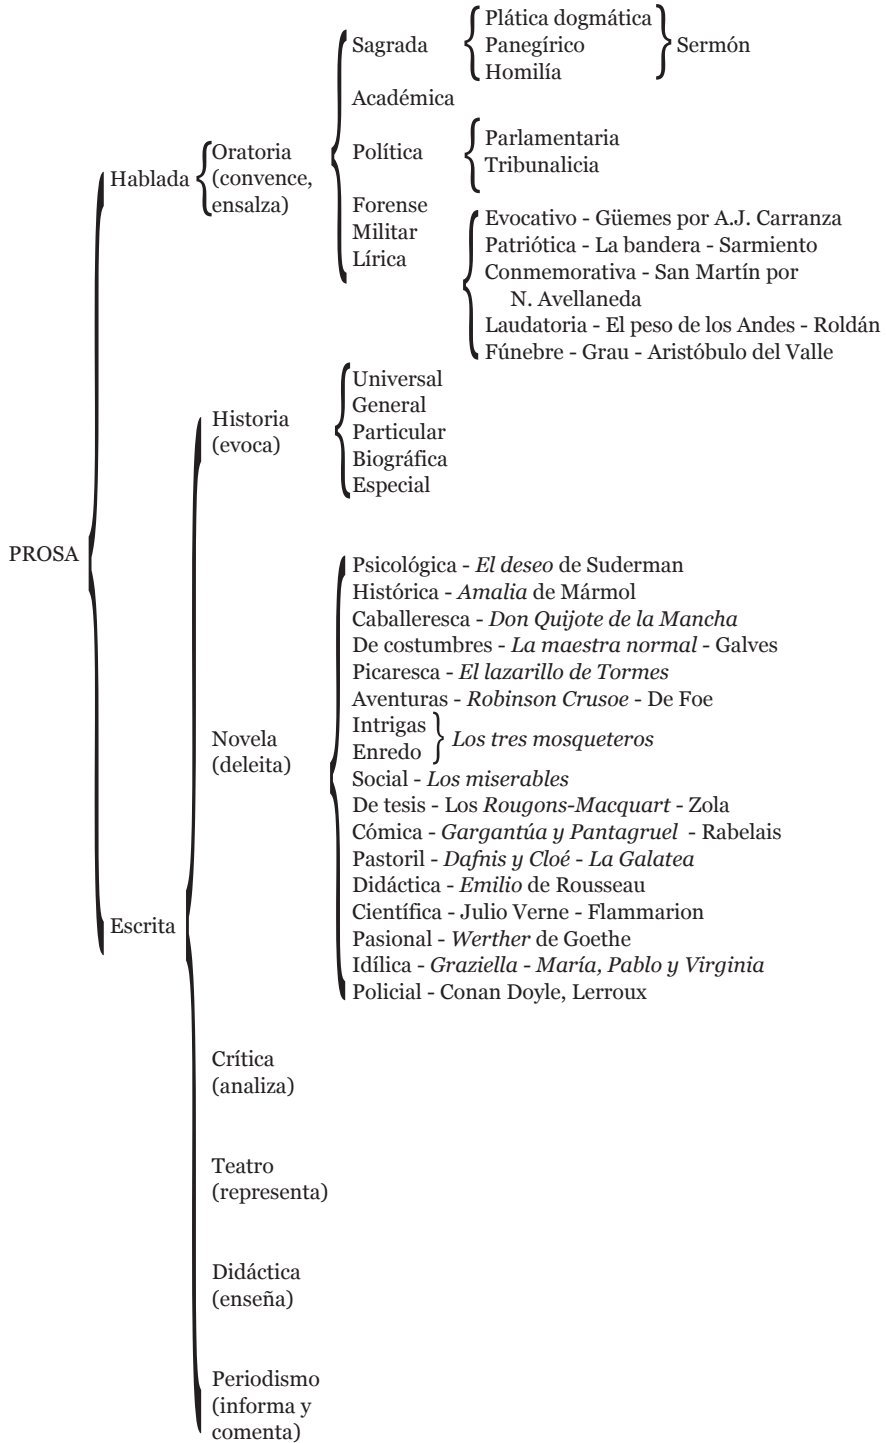 PROSA
Hablada
Oratoria
(convence,
ensalza)
Sagrada
Plática dogmática
Panegírico
Homilía
Sermón
Académica
Política
Parlamentaria
Tribunalicia
Forense
Militar
Lírica
Evocativo - Güemes por A.J. Carranza
Patriótica - La bandera - Sarmiento
Conmemorativa - San Martín por
N. Avellaneda
Laudatoria - El peso de los Andes - Roldán
Fúnebre - Grau - Aristóbulo del Valle
Escrita
Historia
(evoca)
Universal
General
Particular
Biográfica
Especial
Novela
(deleita)
Psicológica - El deseo de Suderman
Histórica - Amalia de Mármol
Caballeresca - Don Quijote de la Mancha
De costumbres - La maestra normal - Galves
Picaresca - El lazarillo de Tormes
Aventuras - Robinson Crusoe - De Foe
Intrigas
Enredo
Los tres mosqueteros
Social - Los miserables
De tesis - Los Rougons-Macquart - Zola
Cómica - Gargantúa y Pantagruel - Rabelais
Pastoril - Dafnis y Cloé - La Galatea
Didáctica - Emilio de Rousseau
Científica - Julio Verne - Flammarion
Pasional - Werther de Goethe
Idílica - Graziella - María, Pablo y Virginia
Policial - Conan Doyle, Lerroux
Crítica
(analiza)
Teatro
(representa)
Didáctica
(enseña)
Periodismo
(informa y
comenta)